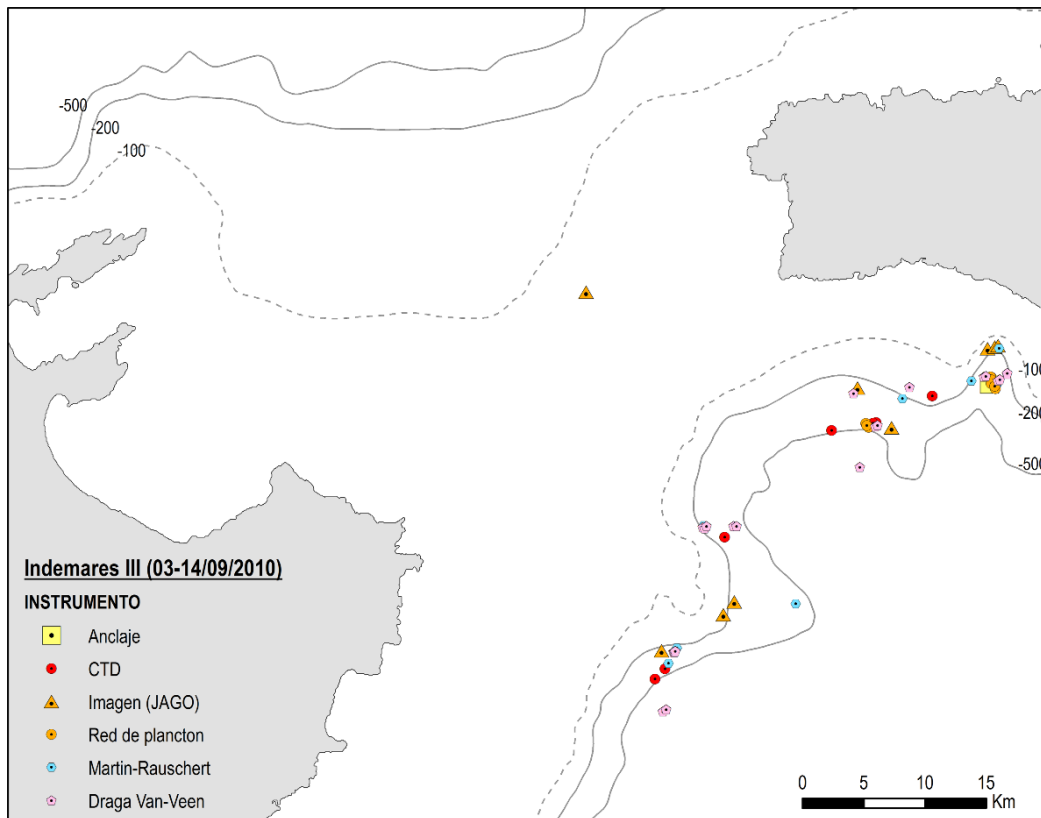 -500
-200
-100
-100
-200
-500
Indemares III (03-14/09/2010)
INSTRUMENTO
Anclaje
CTD
Imagen (JAGO)
Red de plancton
Martin-Rauschert
Draga Van-Veen
0 5 10 15
Km